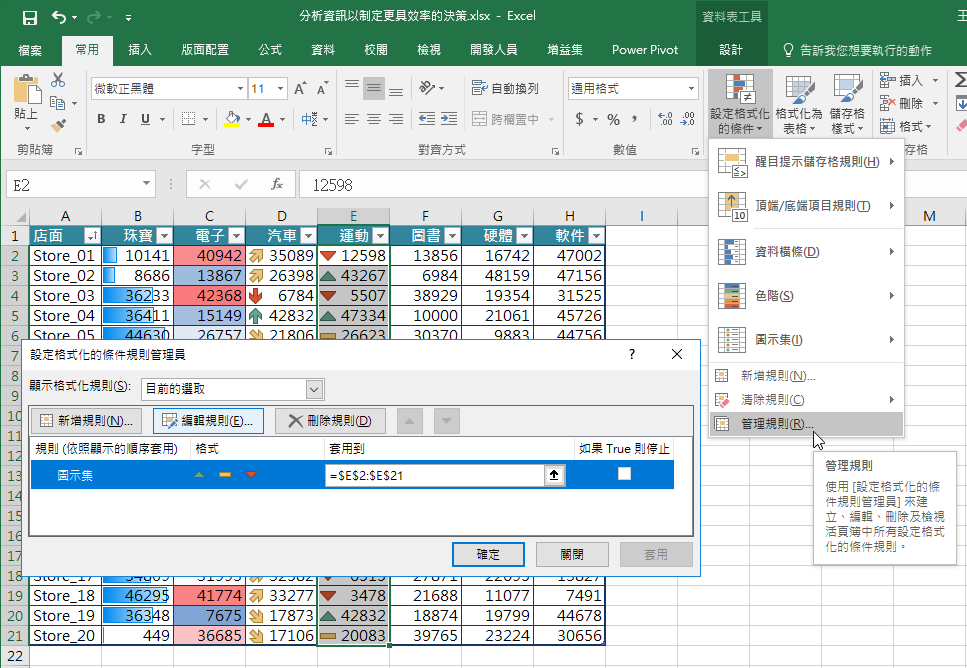 分析資訊以制定更具效率的決策.xlsx - Excel
資料表工具
王
檔案 常用 插入 版面配置 公式 資料 校閱 檢視 開發人員 增益集 Power Pivot 設計 告訴我您想要執行的動作
貼上
微軟正黑體 11
B I U
自動換列
跨欄置中
通用格式
$ % ,
設定格式化的條件
格式化為表格
儲存格樣式
插入
刪除
格式
剪貼簿 字型 對齊方式 數值 存格
E2 fx 12598
醒目提示儲存格規則(H)
頂端/底端項目規則(T)
資料橫條(D)
色階(S)
圖示集(I)
新增規則(N)...
清除規則(C)
管理規則(R)...
管理規則
使用 [設定格式化的條
件規則管理員] 來建
立、編輯、刪除及檢視
活頁簿中所有設定格式
化的條件規則。
A B C D E F G H I M
1 店面 珠寶 電子 汽車 運動 圖書 硬體 軟件
2 Store_01 10141 40942 35089 12598 13856 16742 47002
3 Store_02 8686 13867 26398 43267 6984 48159 47156
4 Store_03 36233 42368 6784 5507 38929 19354 31525
5 Store_04 36411 15149 42832 47334 10000 21061 45726
6 Store_05 44630 26757 21806 26623 30370 9883 44756
7
8
9
10
11
12
13
14
15
16
17
設定格式化的條件規則管理員 ?
顯示格式化規則(S): 目前的選取
新增規則(N)... 編輯規則(E)... 刪除規則(D)
規則 (依照顯示的順序套用) 格式 套用到 如果 True 則停止
圖示集 =$E$2:$E$21
確定 關閉 套用
18 Store_17
19 Store_18 46295 41774 33277 3478 21688 11077 7491
20 Store_19 36348 7675 17873 42832 18874 19799 44678
21 Store_20 449 36685 17106 20083 39765 23224 30656
22